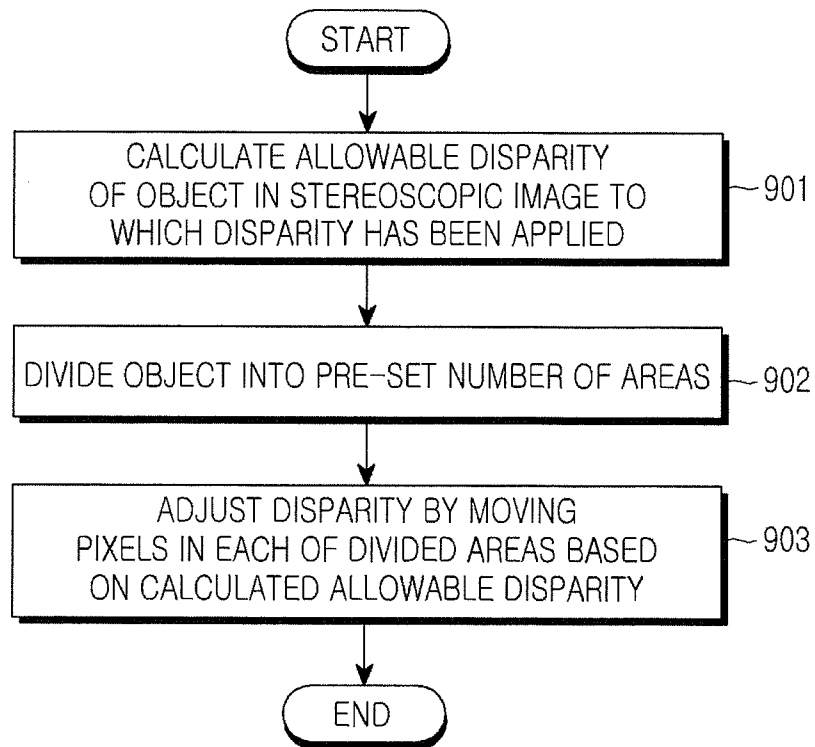 START
CALCULATE ALLOWABLE DISPARITY
OF OBJECT IN STEREOSCOPIC IMAGE TO
WHICH DISPARITY HAS BEEN APPLIED
901
DIVIDE OBJECT INTO PRE-SET NUMBER OF AREAS
902
ADJUST DISPARITY BY MOVING
PIXELS IN EACH OF DIVIDED AREAS BASED
ON CALCULATED ALLOWABLE DISPARITY
903
END